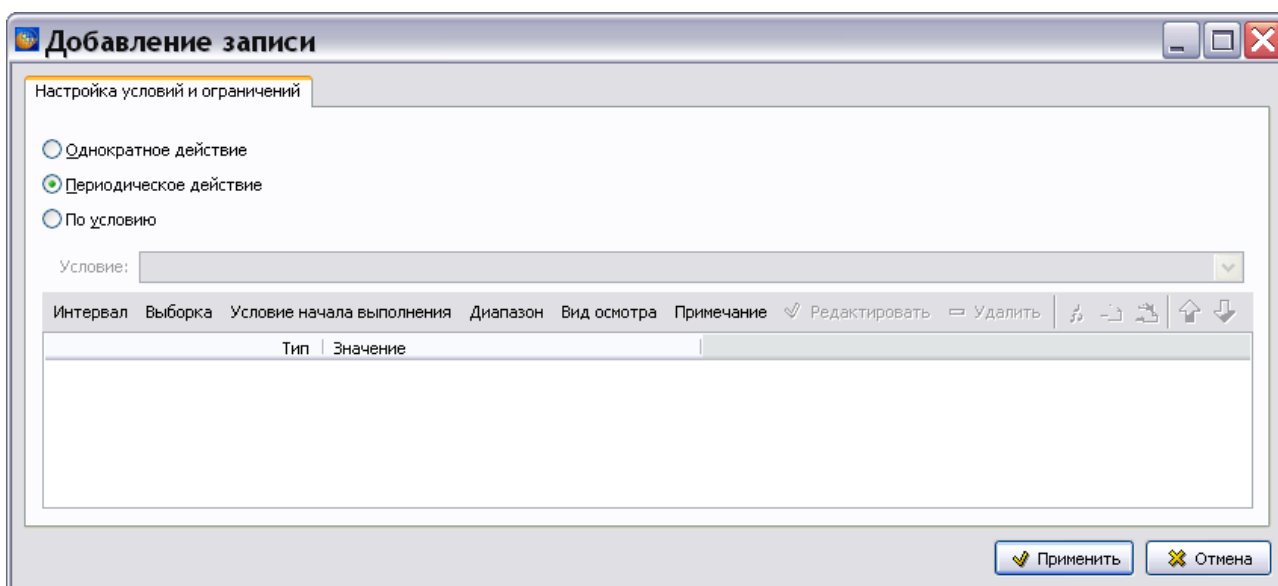 Добавление записи
Настройка условий и ограничений
Однократное действие
Периодическое действие
По условию
Условие:
Интервал Выборка Условие начала выполнения Диапазон Вид осмотра Примечание Редактировать Удалить
Тип Значение
Применить Отмена